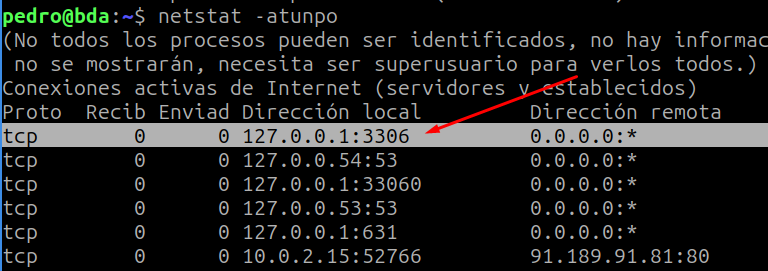 pedro@bda:~$ netstat -atunpo
(No todos los procesos pueden ser identificados, no hay informac
no se mostrarán, necesita ser superusuario para verlos todos.)
Conexiones activas de Internet (servidores y establecidos)
Proto Recib Enviad Dirección local Dirección remota
tcp 0 0 127.0.0.1:3306 0.0.0.0:*
tcp 0 0 127.0.0.54:53 0.0.0.0:*
tcp 0 0 127.0.0.1:33060 0.0.0.0:*
tcp 0 0 127.0.0.53:53 0.0.0.0:*
tcp 0 0 127.0.0.1:631 0.0.0.0:*
tcp 0 0 10.0.2.15:52766 91.189.91.81:80